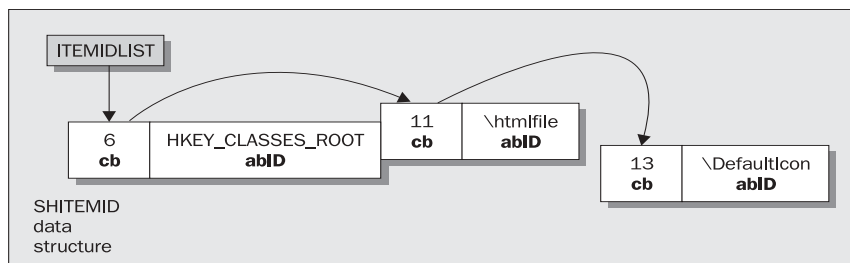 ITEMIDLIST
6
cb
HKEY_CLASSES_ROOT
abID
11
cb
\htmlfile
abID
13
cb
\DefaultIcon
abID
SHITEMID
data
structure